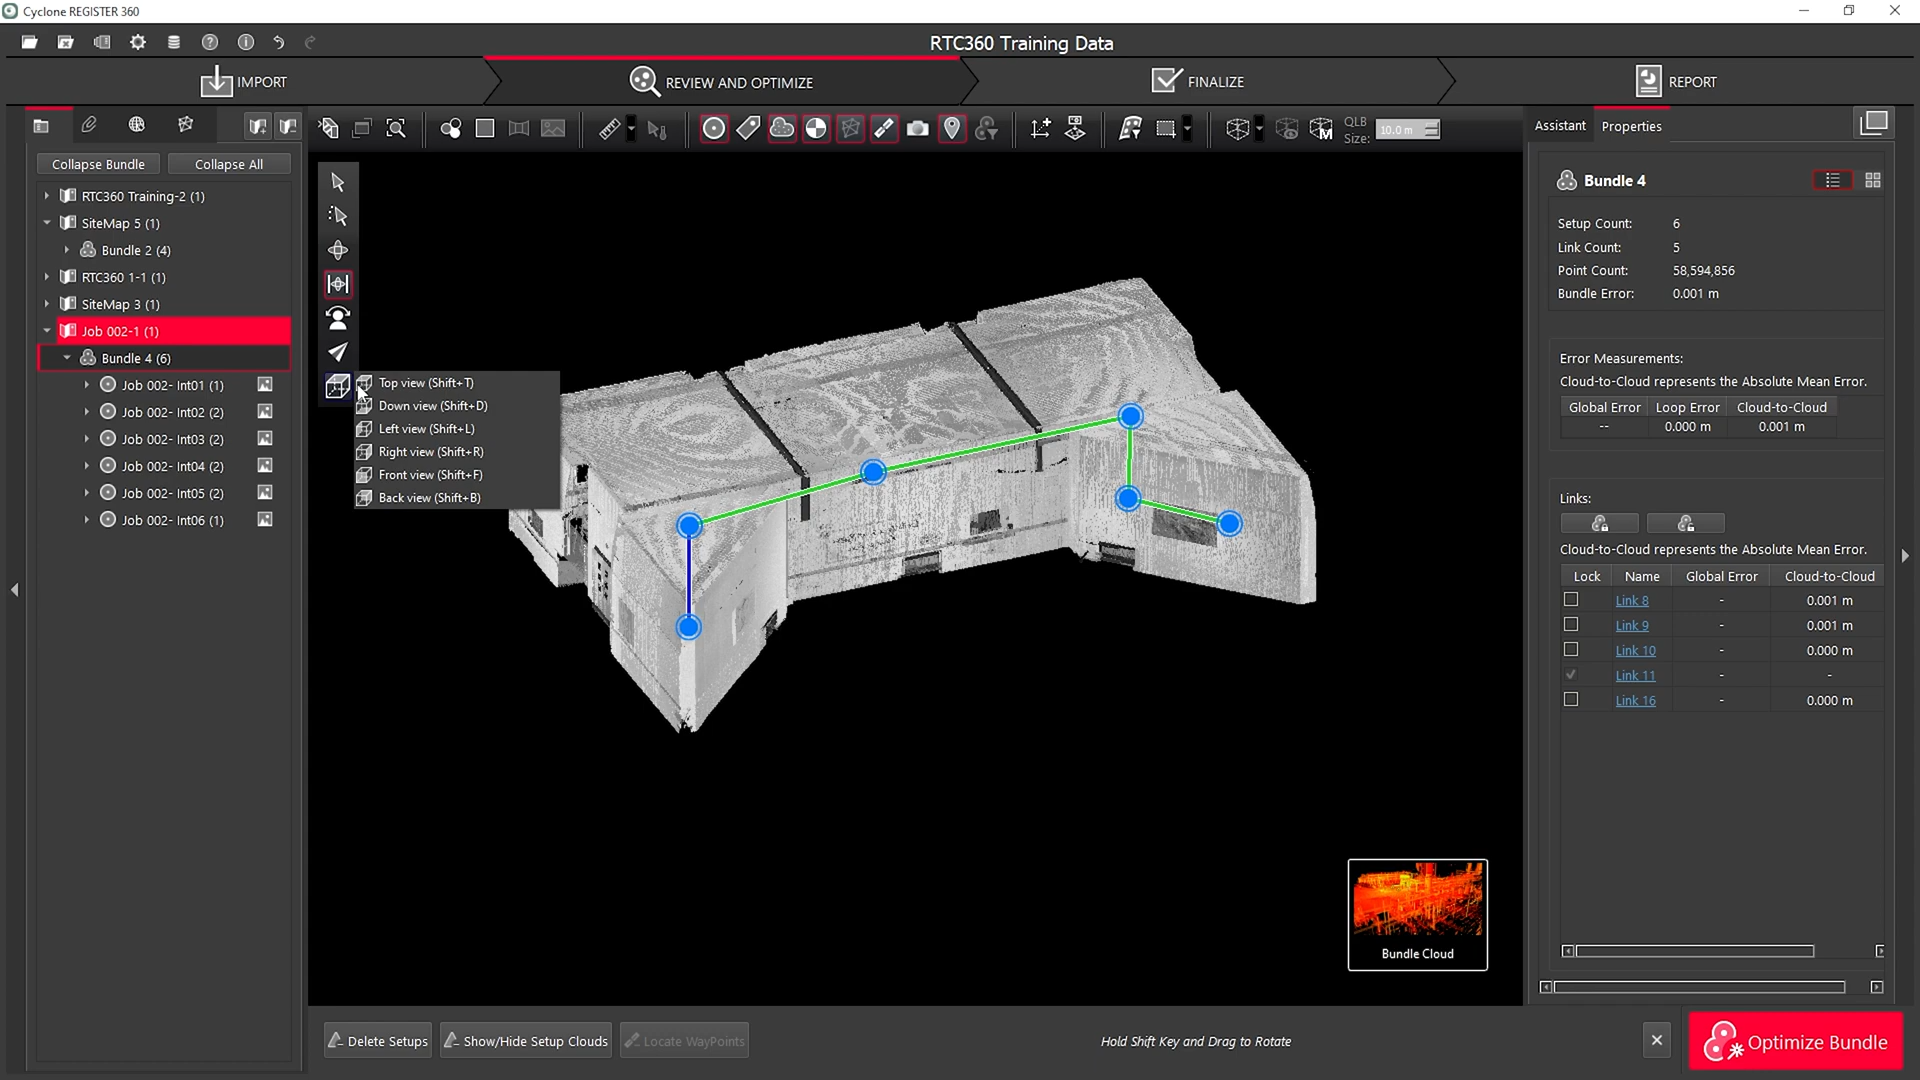 Cyclone REGISTER 360
RTC360 Training Data
IMPORT
REVIEW AND OPTIMIZE
FINALIZE
REPORT
QLB
Size:
10.0 m
Assistant
Properties
Collapse Bundle
Collapse All
RTC360 Training-2 (1)
SiteMap 5 (1)
Bundle 2 (4)
RTC360 1-1 (1)
SiteMap 3 (1)
Job 002-1 (1)
Bundle 4 (6)
Job 002- Int01 (1)
Job 002- Int02 (2)
Job 002- Int03 (2)
Job 002- Int04 (2)
Job 002- Int05 (2)
Job 002- Int06 (1)
Top view (Shift+T)
Down view (Shift+D)
Left view (Shift+L)
Right view (Shift+R)
Front view (Shift+F)
Back view (Shift+B)
Bundle Cloud
Bundle 4
Setup Count: 6
Link Count: 5
Point Count: 58,594,856
Bundle Error: 0.001 m
Error Measurements:
Cloud-to-Cloud represents the Absolute Mean Error.
Global Error Loop Error Cloud-to-Cloud
-- 0.000 m 0.001 m
Links:
Cloud-to-Cloud represents the Absolute Mean Error.
Lock Name Global Error Cloud-to-Cloud
Link 8 - 0.001 m
Link 9 - 0.001 m
Link 10 - 0.000 m
Link 11 - -
Link 16 - 0.000 m
Delete Setups
Show/Hide Setup Clouds
Locate WayPoints
Hold Shift Key and Drag to Rotate
Optimize Bundle